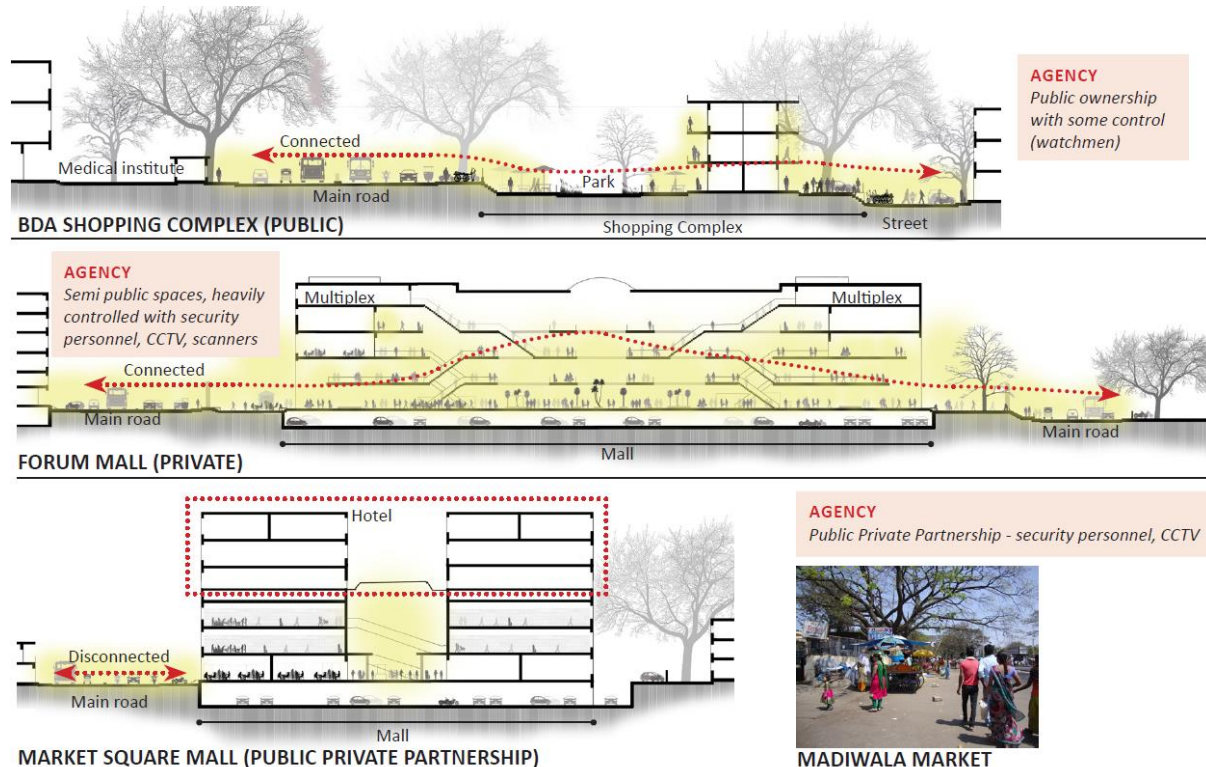 AGENCY
Public ownership
with some control
(watchmen)
Connected
Medical institute
Park
Main road
BDA SHOPPING COMPLEX (PUBLIC)
Shopping Complex
Street
AGENCY
Semi public spaces, heavily
controlled with security
personnel, CCTV, scanners
Multiplex
Multiplex
Connected
Main road
Main road
Mall
FORUM MALL (PRIVATE)
Hotel
AGENCY
Public Private Partnership - security personnel, CCTV
Disconnected
Main road
Mall
MARKET SQUARE MALL (PUBLIC PRIVATE PARTNERSHIP)
MADIWALA MARKET